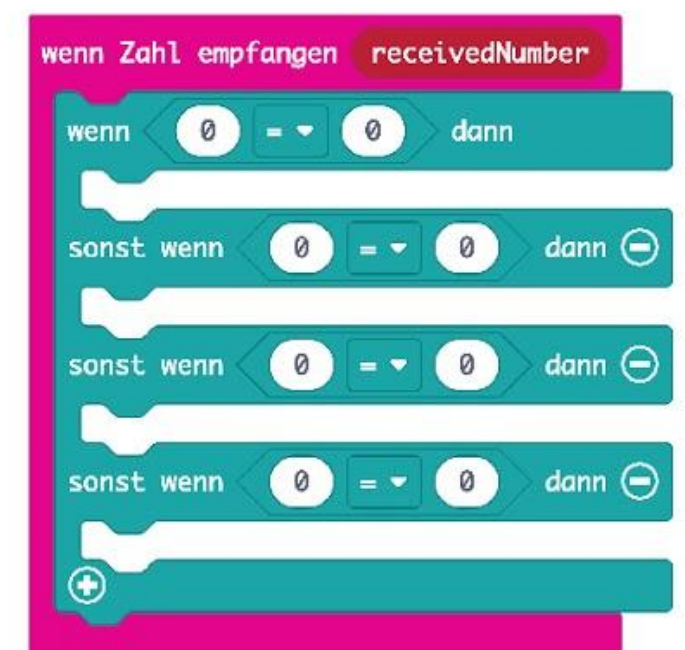 wenn Zahl empfangen receivedNumber
wenn 0 = 0 dann
sonst wenn 0 = 0 dann
sonst wenn 0 = 0 dann
sonst wenn 0 = 0 dann